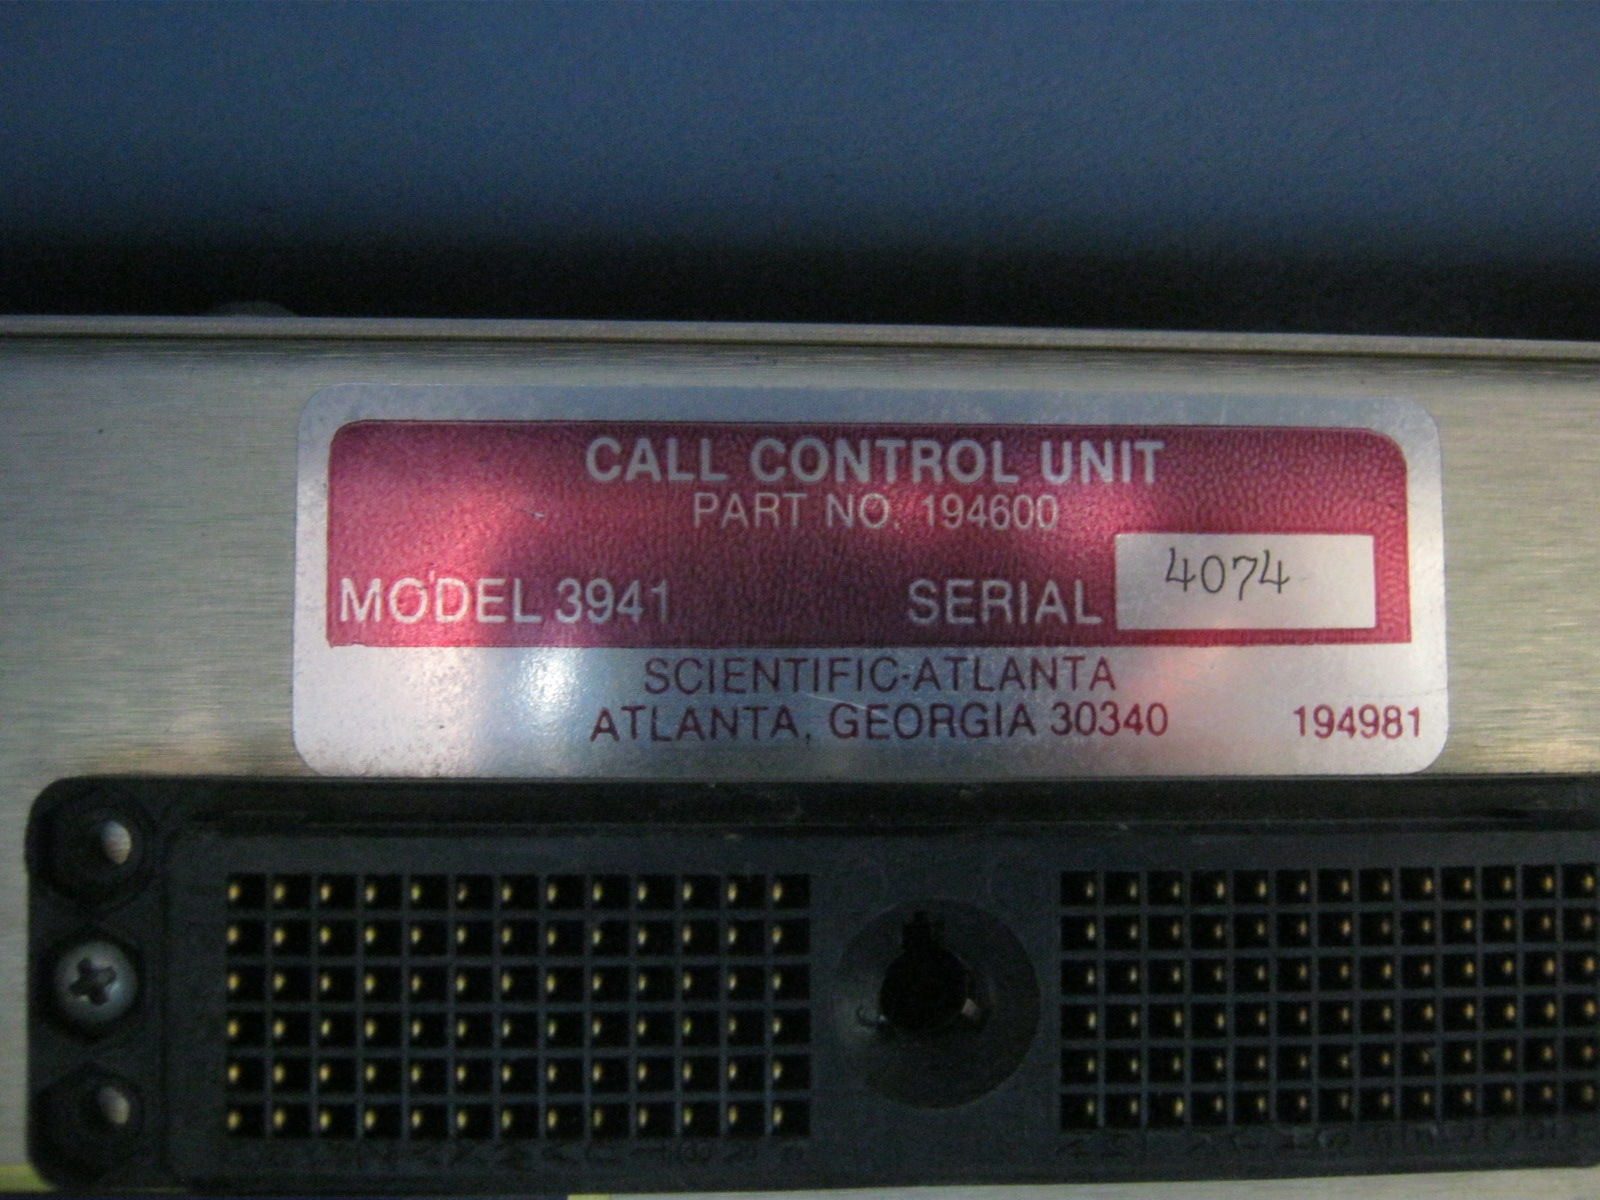 CALL CONTROL UNIT
PART NO. 194600
MODEL 3941 SERIAL 4074
SCIENTIFIC-ATLANTA
ATLANTA, GEORGIA 30340 194981